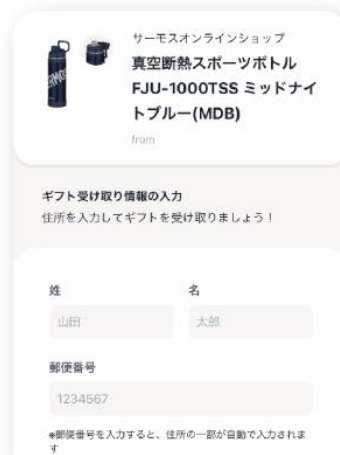 サーモスオンラインショップ
真空断熱スポーツボトル
FJU-1000TSS ミッドナイ
トブルー(MDB)
from
THERMOS
ギフト受け取り情報の入力
住所を入力してギフトを受け取りましょう！
姓
名
山田
太郎
郵便番号
1234567
※郵便番号を入力すると、住所の一部が自動で入力されま
す